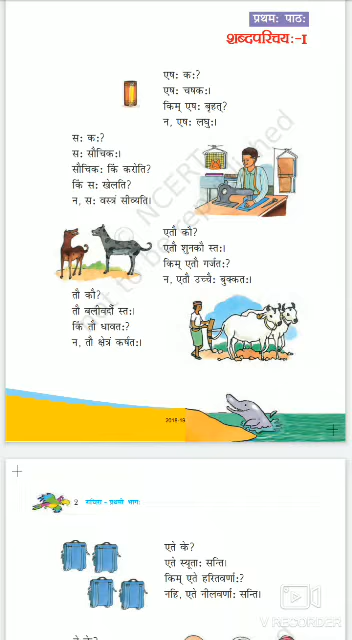 प्रथमः पाठः
शब्दपरिचयः-I
एषः कः?
एषः चषकः।
किम् एषः बृहत्?
न, एषः लघुः।
सः कः?
सः सौचिकः।
सौचिकः किं करोति?
किं सः खेलति?
न, सः वस्त्रं सीव्यति।
एतौ कौ?
एतौ शुनकौ स्तः।
किम् एतौ गर्जतः?
न, एतौ उच्चैः बुक्कतः।
तौ कौ?
तौ बलीवर्दौ स्तः।
किं तौ धावतः?
न, तौ क्षेत्रं कर्षतः।
2018-19
2 रुचिरा - प्रथमो भागः
एते के?
एते स्यूताः सन्ति।
किम् एते हरितवर्णाः?
नहि, एते नीलवर्णाः सन्ति।
V RECORDER